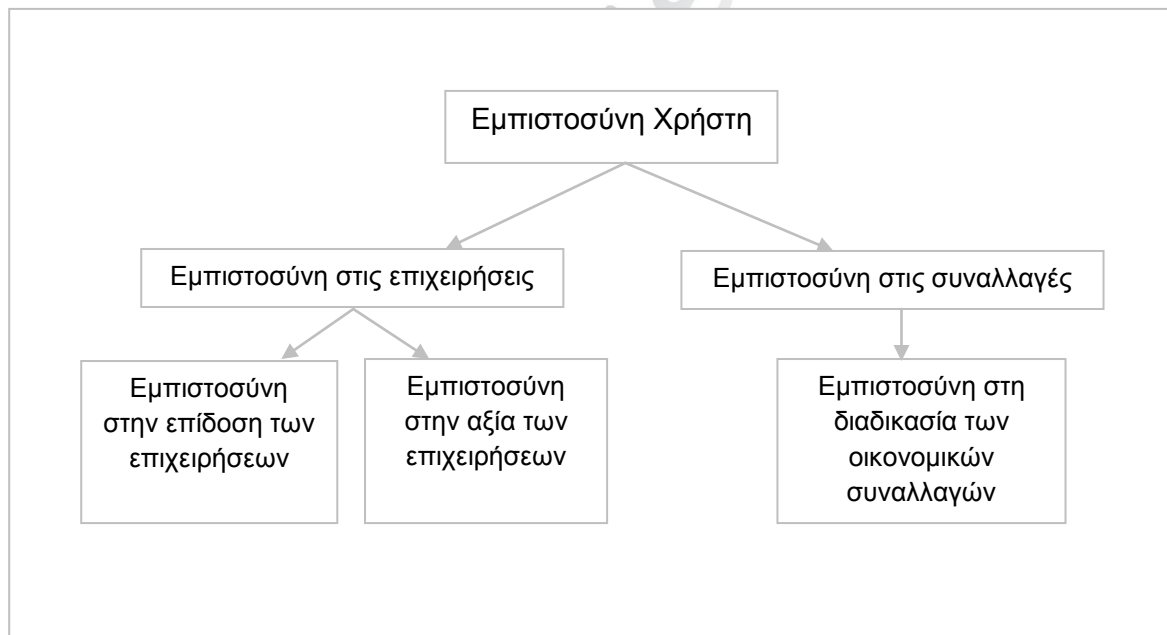 Εμπιστοσύνη Χρήστη
Εμπιστοσύνη στις επιχειρήσεις
Εμπιστοσύνη στις συναλλαγές
Εμπιστοσύνη
στην επίδοση των
επιχειρήσεων
Εμπιστοσύνη
στην αξία των
επιχειρήσεων
Εμπιστοσύνη στη
διαδικασία των
οικονομικών
συναλλαγών